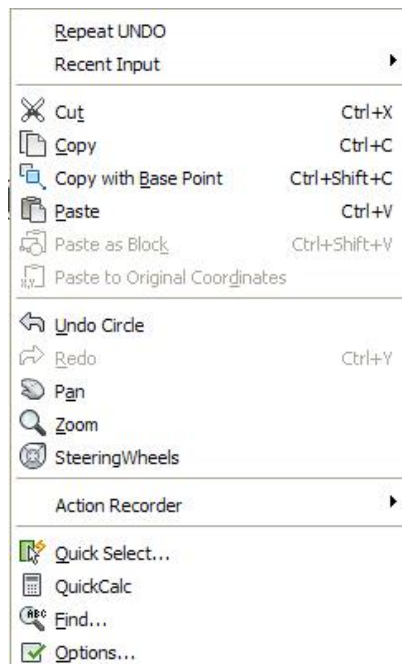 Repeat UNDO
Recent Input
Cut Ctrl+X
Copy Ctrl+C
Copy with Base Point Ctrl+Shift+C
Paste Ctrl+V
Paste as Block Ctrl+Shift+V
Paste to Original Coordinates
Undo Circle
Redo Ctrl+Y
Pan
Zoom
SteeringWheels
Action Recorder
Quick Select...
QuickCalc
Find...
Options...